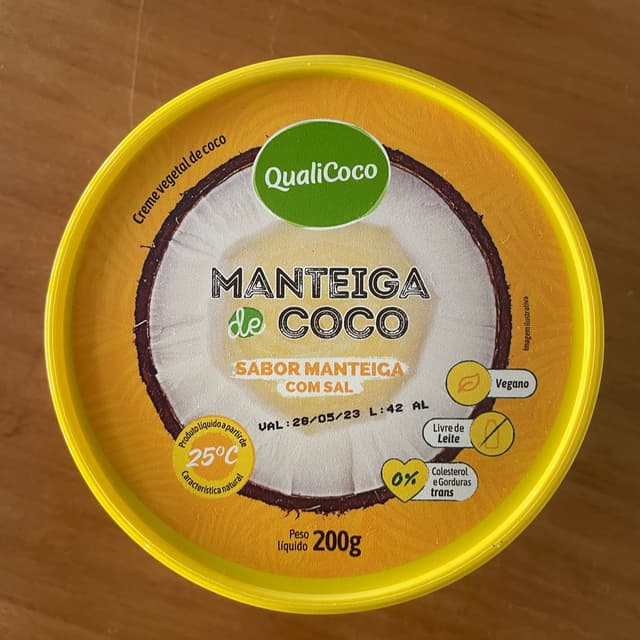 Creme vegetal de coco
QualiCoco
MANTEIGA
de COCO
SABOR MANTEIGA
COM SAL
VAL:28/05/23 L:42 AL
Imagem ilustrativa
Vegano
Livre de
Leite
0%
Colesterol
e Gorduras
trans
Produto líquido a partir de
25°C
Característica natural
Peso
líquido 200g